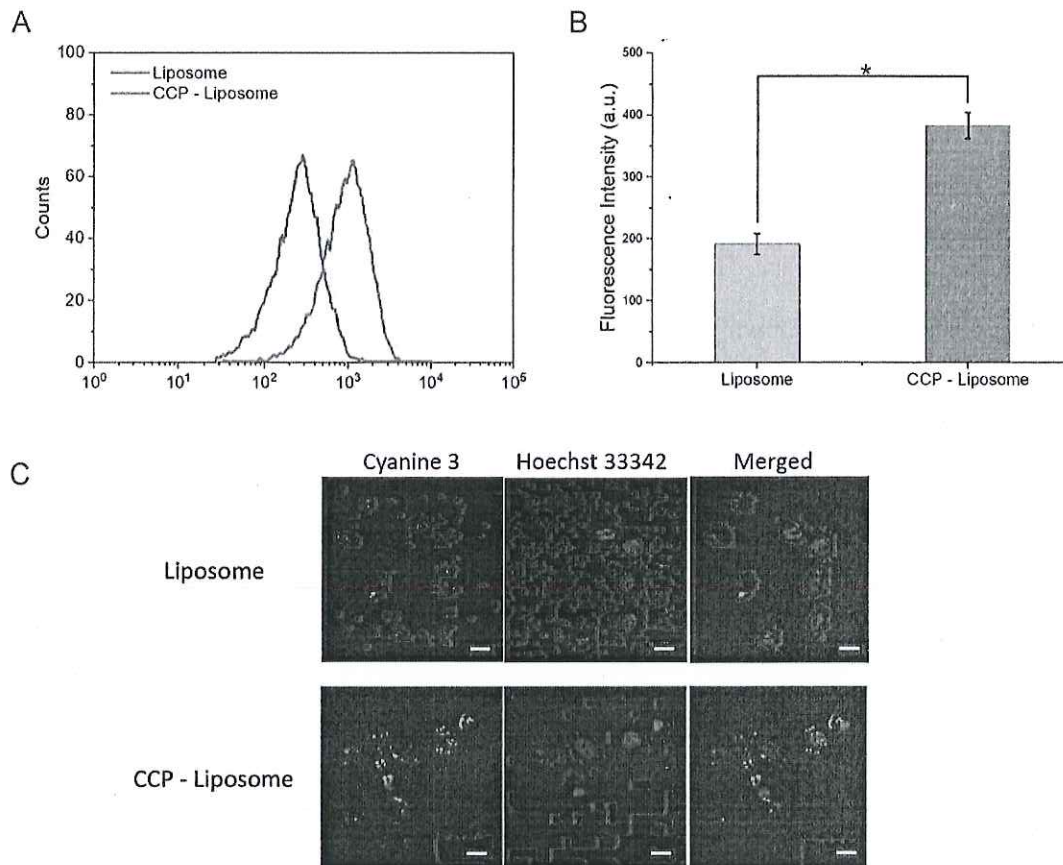 A
100
80
60
40
20
0
Counts
Liposome
CCP - Liposome
10^0 10^1 10^2 10^3 10^4 10^5
B
500
400
300
200
100
0
Fluorescence Intensity (a.u.)
*
Liposome CCP - Liposome
C
Cyanine 3 Hoechst 33342 Merged
Liposome
CCP - Liposome